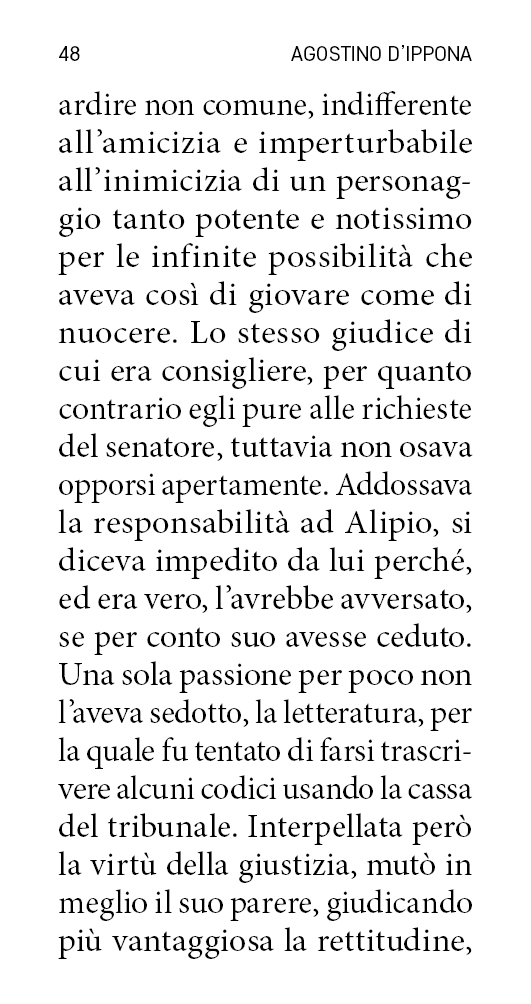 48 AGOSTINO D'IPPONA
ardire non comune, indifferente
all'amicizia e imperturbabile
all'inimicizia di un personag-
gio tanto potente e notissimo
per le infinite possibilità che
aveva così di giovare come di
nuocere. Lo stesso giudice di
cui era consigliere, per quanto
contrario egli pure alle richieste
del senatore, tuttavia non osava
opporsi apertamente. Addossava
la responsabilità ad Alipio, si
diceva impedito da lui perché,
ed era vero, l'avrebbe avversato,
se per conto suo avesse ceduto.
Una sola passione per poco non
l'aveva sedotto, la letteratura, per
la quale fu tentato di farsi trascri-
vere alcuni codici usando la cassa
del tribunale. Interpellata però
la virtù della giustizia, mutò in
meglio il suo parere, giudicando
più vantaggiosa la rettitudine,